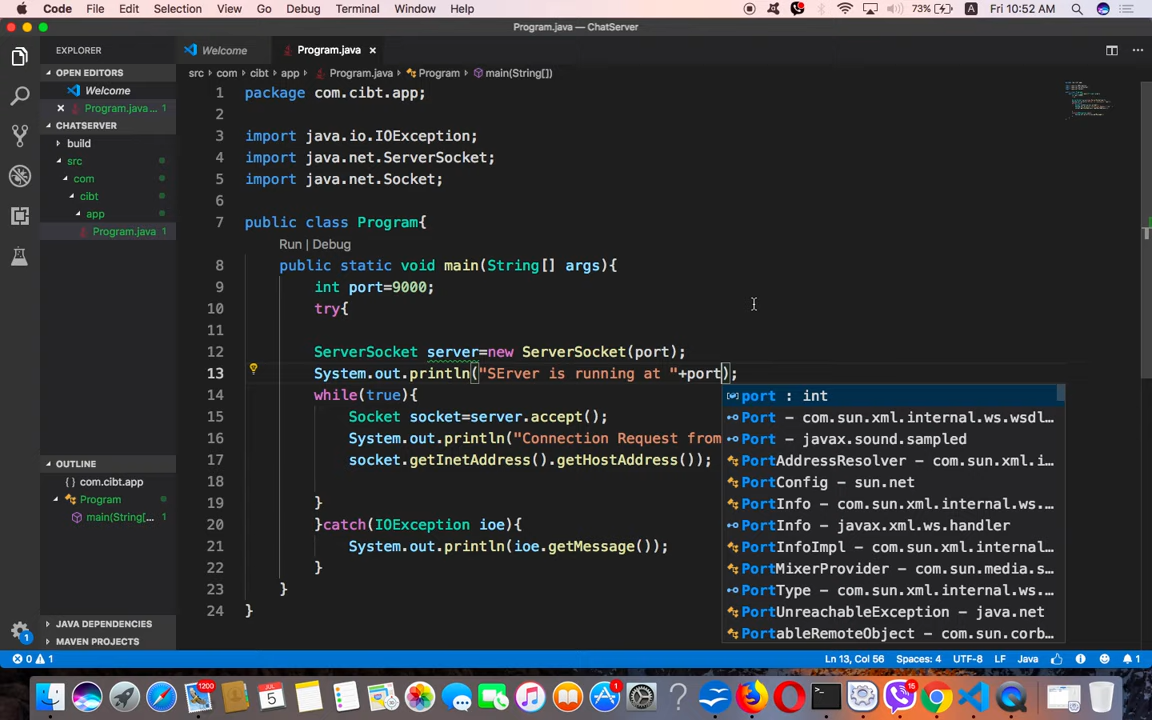 Code File Edit Selection View Go Debug Terminal Window Help 73% Fri 10:52 AM
Program.java — ChatServer
EXPLORER Welcome Program.java ×
OPEN EDITORS
Welcome
Program.java... 1
CHATSERVER
build
src
com
cibt
app
Program.java 1
src › com › cibt › app › Program.java › Program › main(String[])
1 package com.cibt.app;
2
3 import java.io.IOException;
4 import java.net.ServerSocket;
5 import java.net.Socket;
6
7 public class Program{
Run | Debug
8 public static void main(String[] args){
9 int port=9000;
10 try{
11
12 ServerSocket server=new ServerSocket(port);
13 System.out.println("SErver is running at "+port);
14 while(true){
15 Socket socket=server.accept();
16 System.out.println("Connection Request from
17 socket.getInetAddress().getHostAddress());
18
19 }
20 }catch(IOException ioe){
21 System.out.println(ioe.getMessage());
22 }
23 }
24 }
port : int
Port – com.sun.xml.internal.ws.wsdl…
Port – javax.sound.sampled
PortAddressResolver – com.sun.xml.i…
PortConfig – sun.net
PortInfo – com.sun.xml.internal.ws.…
PortInfo – javax.xml.ws.handler
PortInfoImpl – com.sun.xml.internal…
PortMixerProvider – com.sun.media.s…
PortType – com.sun.xml.internal.ws.…
PortUnreachableException – java.net
PortableRemoteObject – com.sun.corb…
OUTLINE
{} com.cibt.app
Program 1
main(String[... 1
JAVA DEPENDENCIES
MAVEN PROJECTS
1
0 1 Ln 13, Col 56 Spaces: 4 UTF-8 LF Java 1
1200 5 1 16